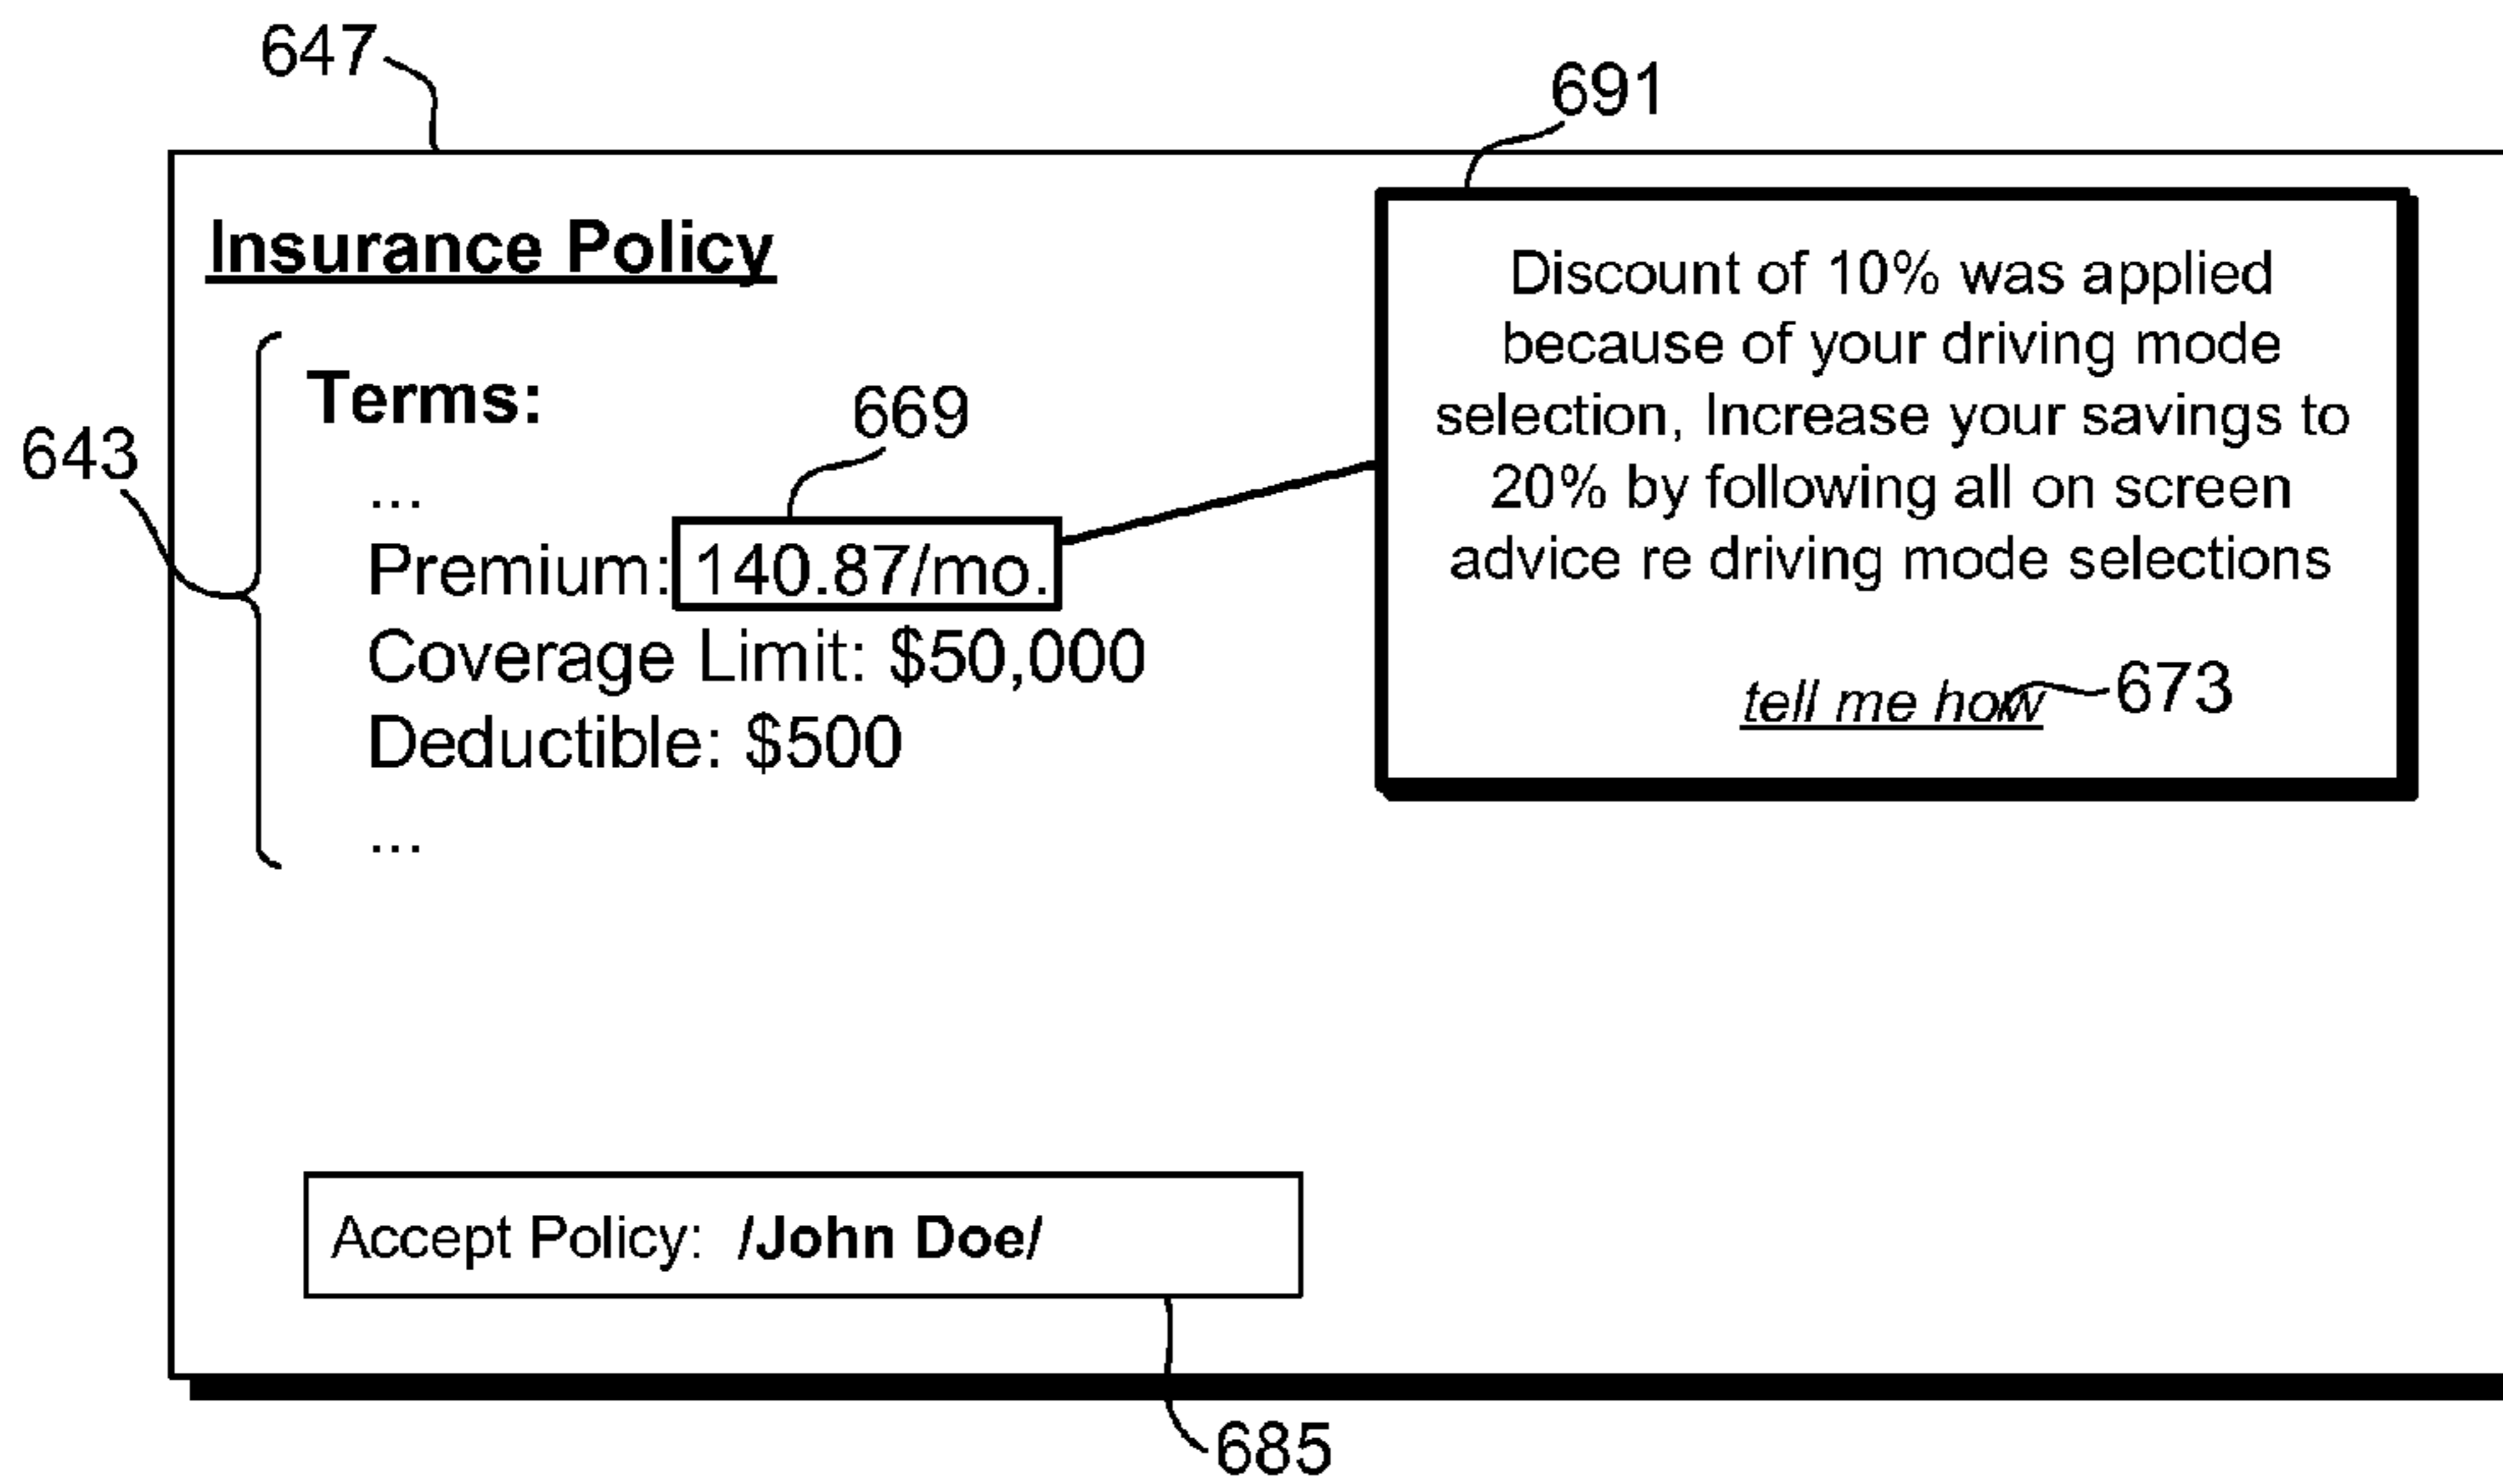 647
691
Insurance Policy
Terms:
669
643
...
Premium: 140.87/mo.
Coverage Limit: $50,000
Deductible: $500
...
Discount of 10% was applied
because of your driving mode
selection, Increase your savings to
20% by following all on screen
advice re driving mode selections
tell me how
673
Accept Policy: /John Doe/
685